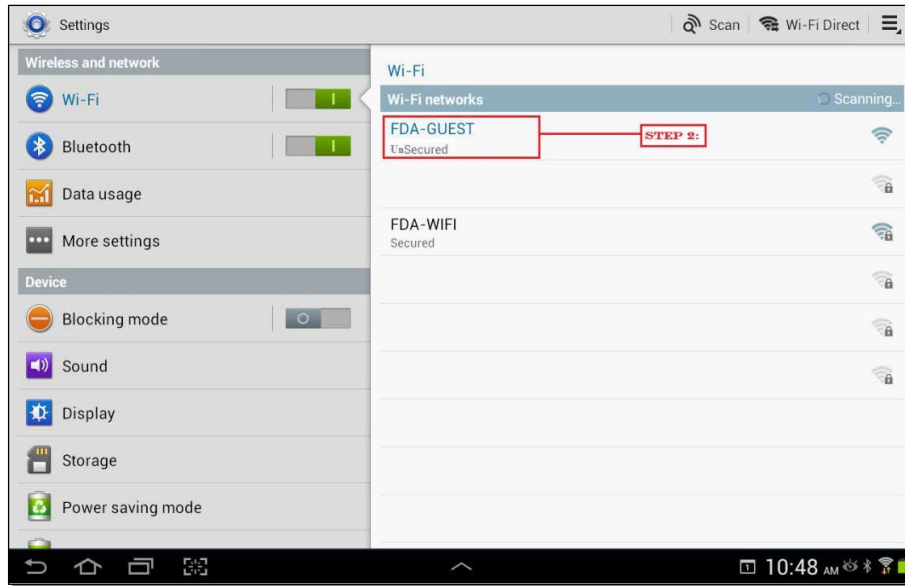 Settings
Scan
Wi-Fi Direct
Wireless and network
Wi-Fi
Bluetooth
Data usage
More settings
Device
Blocking mode
Sound
Display
Storage
Power saving mode
Wi-Fi
Wi-Fi networks
Scanning...
FDA-GUEST
UnSecured
STEP 2:
FDA-WIFI
Secured
1
10:48 AM